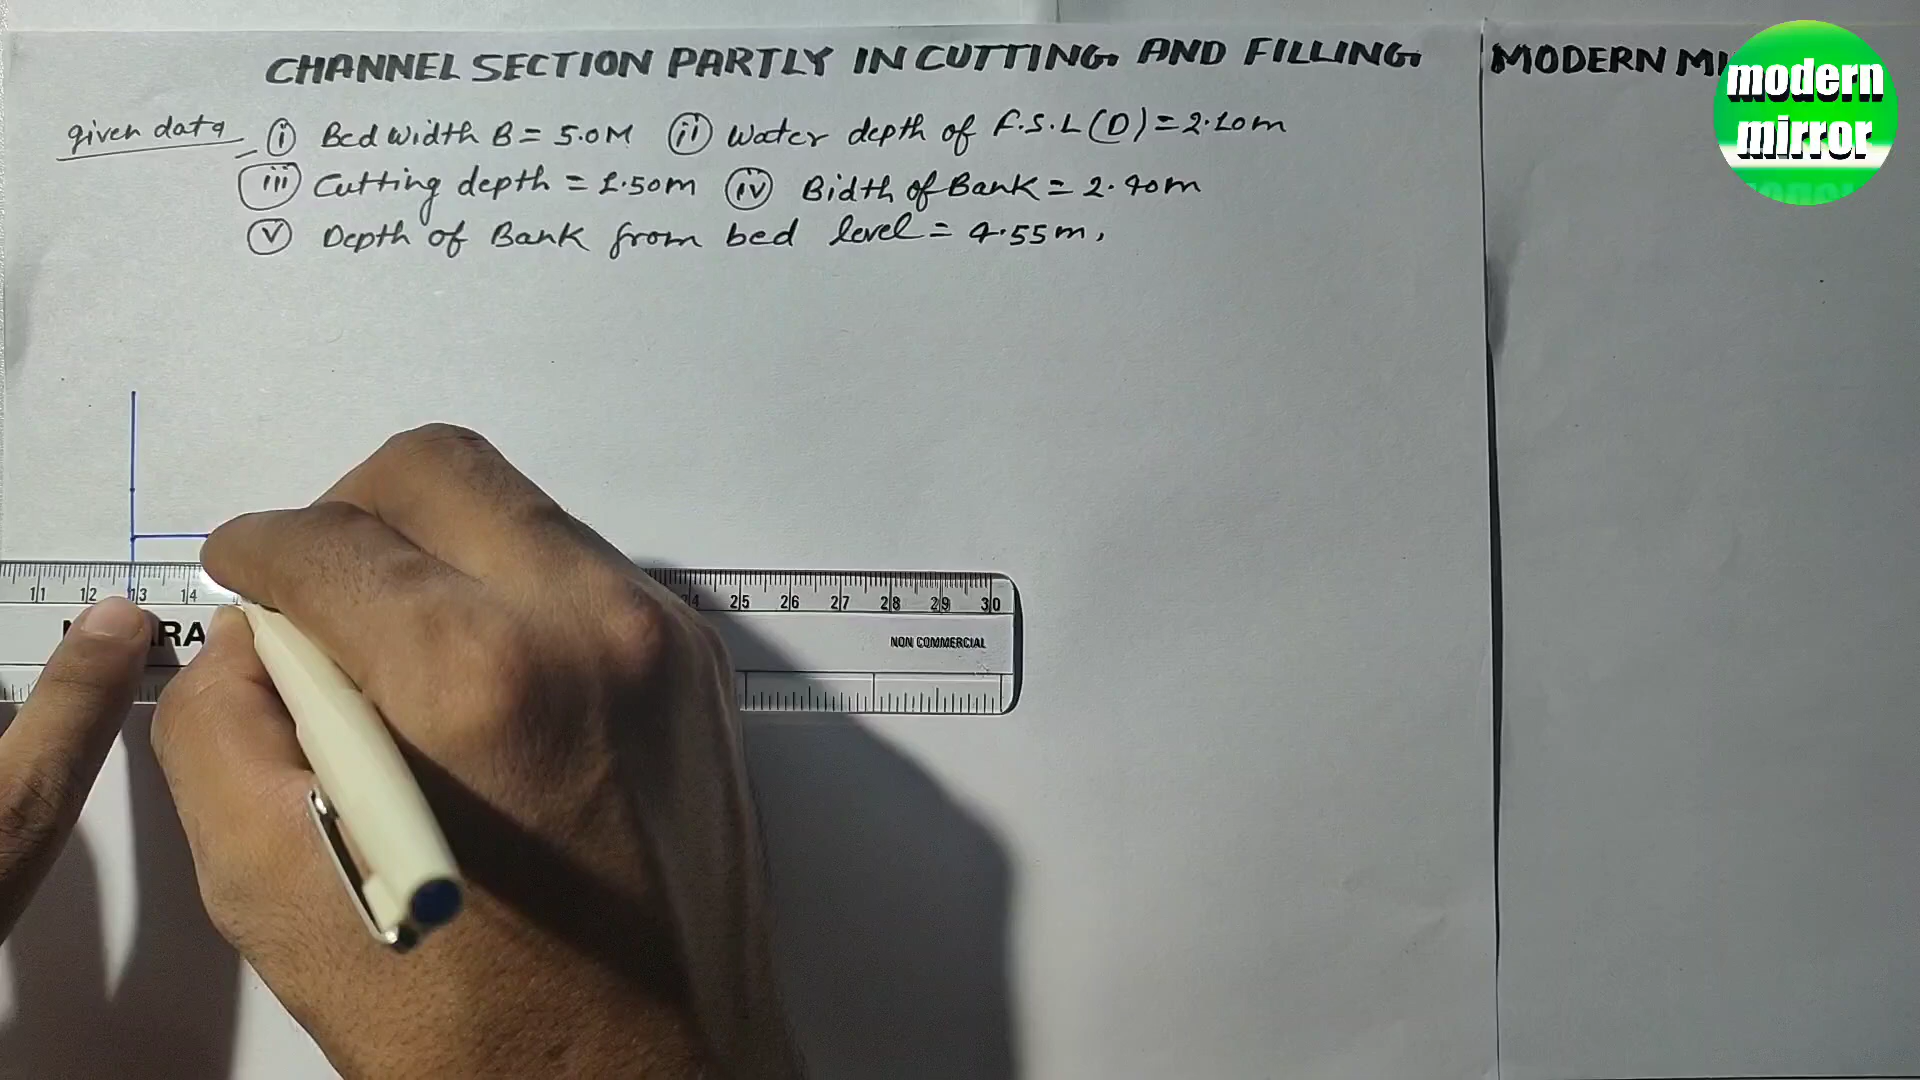 CHANNEL SECTION PARTLY IN CUTTING. AND FILLING.
MODERN MI
modern
mirror
given data (i) Bed width B = 5.0M (ii) Water depth of F.S.L (D) = 2.10m
(iii) Cutting depth = 1.50m (iv) Bidth of Bank = 2.40m
(v) Depth of Bank from bed level = 4.55m,
11 12 13 14 24 25 26 27 28 29 30
NON COMMERCIAL